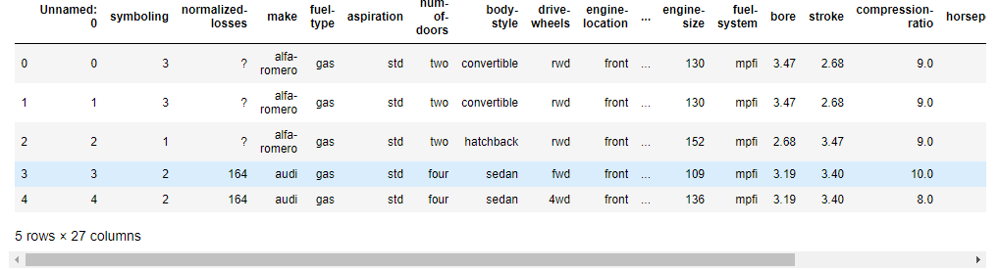 Unnamed: 0 symboling normalized-losses make fuel-type aspiration num-of-doors body-style drive-wheels engine-location ... engine-size fuel-system bore stroke compression-ratio
0 0 3 ? alfa-romero gas std two convertible rwd front ... 130 mpfi 3.47 2.68 9.0
1 1 3 ? alfa-romero gas std two convertible rwd front ... 130 mpfi 3.47 2.68 9.0
2 2 1 ? alfa-romero gas std two hatchback rwd front ... 152 mpfi 2.68 3.47 9.0
3 3 2 164 audi gas std four sedan fwd front ... 109 mpfi 3.19 3.40 10.0
4 4 2 164 audi gas std four sedan 4wd front ... 136 mpfi 3.19 3.40 8.0
5 rows × 27 columns